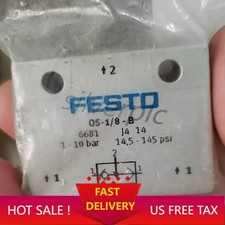 2
FESTO
OS-1/8-B
6681 J4 14
1 - 10 bar 14,5 - 145 psi
2
1 1
FAST
DELIVERY
HOT SALE ! US FREE TAX